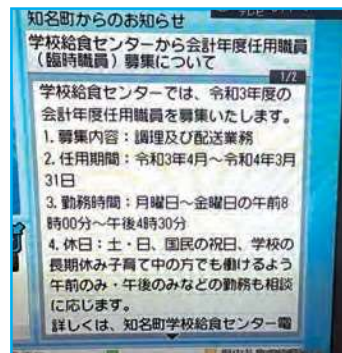 知名町からのお知らせ
学校給食センターから会計年度任用職員
(臨時職員)募集について
1/2
学校給食センターでは、令和3年度の
会計年度任用職員を募集いたします。
1.募集内容:調理及び配送業務
2.任用期間:令和3年4月~令和4年3月
31日
3.勤務時間:月曜日~金曜日の午前8
時00分~午後4時30分
4.休日:土・日、国民の祝日、学校の
長期休み子育て中の方でも働けるよう
午前のみ・午後のみなどの勤務も相談
に応じます。
詳しくは、知名町学校給食センター電